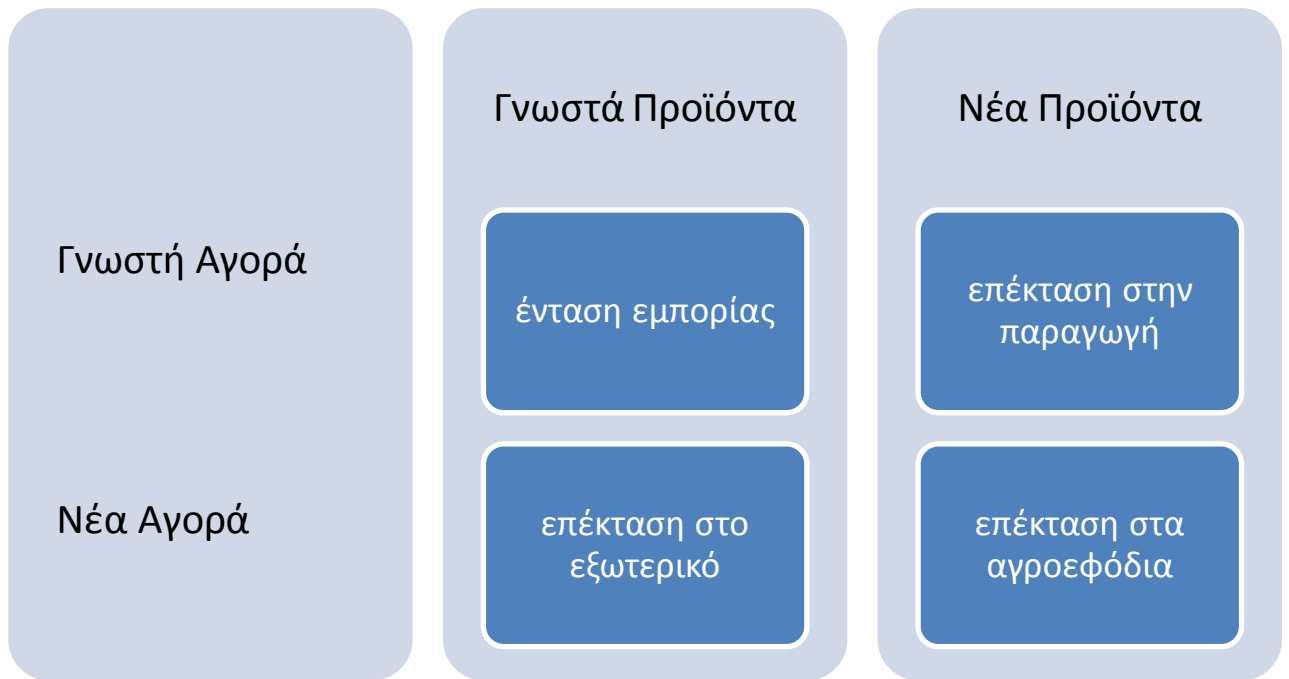 Γνωστά Προϊόντα
Νέα Προϊόντα
Γνωστή Αγορά
ένταση εμπορίας
επέκταση στην
παραγωγή
Νέα Αγορά
επέκταση στο
εξωτερικό
επέκταση στα
αγροεφόδια